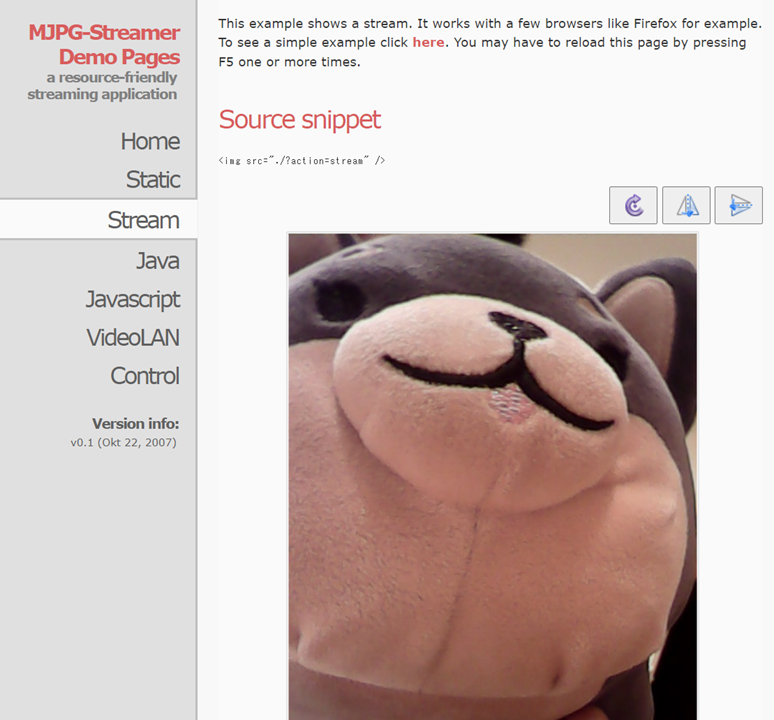 MJPG-Streamer
Demo Pages
a resource-friendly
streaming application
Home
Static
Stream
Java
Javascript
VideoLAN
Control
Version info:
v0.1 (Okt 22, 2007)
This example shows a stream. It works with a few browsers like Firefox for example.
To see a simple example click here. You may have to reload this page by pressing
F5 one or more times.
Source snippet
<img src="./?action=stream" />